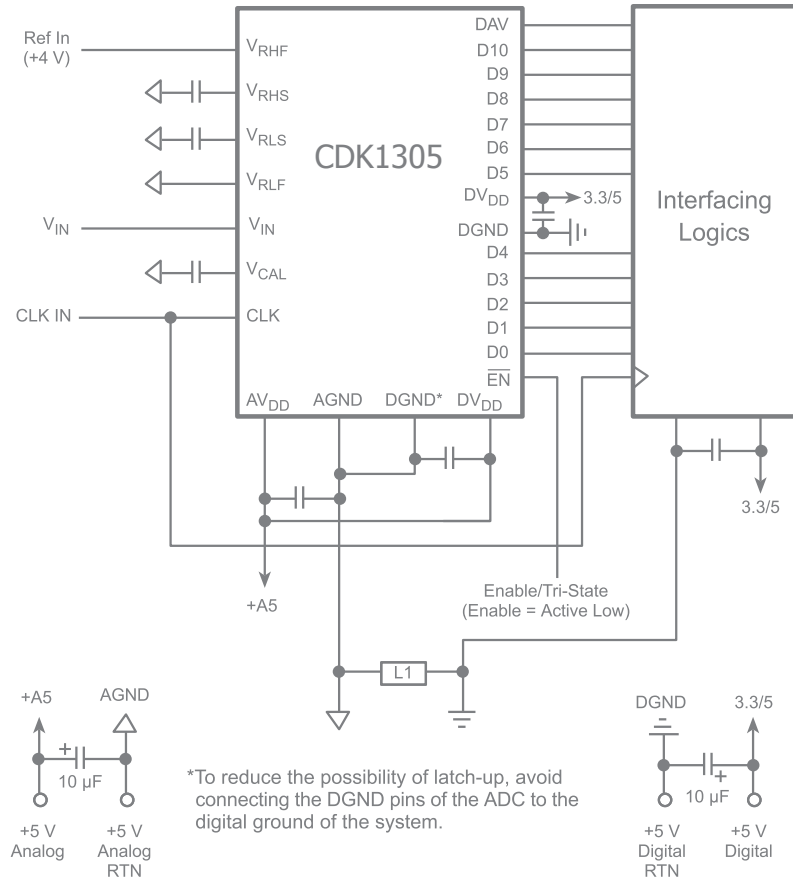 Ref In
(+4 V)
VRHF
VRHS
VRLS
VRLF
VIN
VIN
VCAL
CLK IN
CLK
CDK1305
DAV
D10
D9
D8
D7
D6
D5
DVDD
3.3/5
DGND
D4
D3
D2
D1
D0
EN
AVDD
AGND
DGND*
DVDD
Interfacing
Logics
3.3/5
+A5
Enable/Tri-State
(Enable = Active Low)
L1
+A5
AGND
+
10 µF
+5 V
Analog
+5 V
Analog
RTN
*To reduce the possibility of latch-up, avoid
connecting the DGND pins of the ADC to the
digital ground of the system.
DGND
3.3/5
+
10 µF
+5 V
Digital
RTN
+5 V
Digital